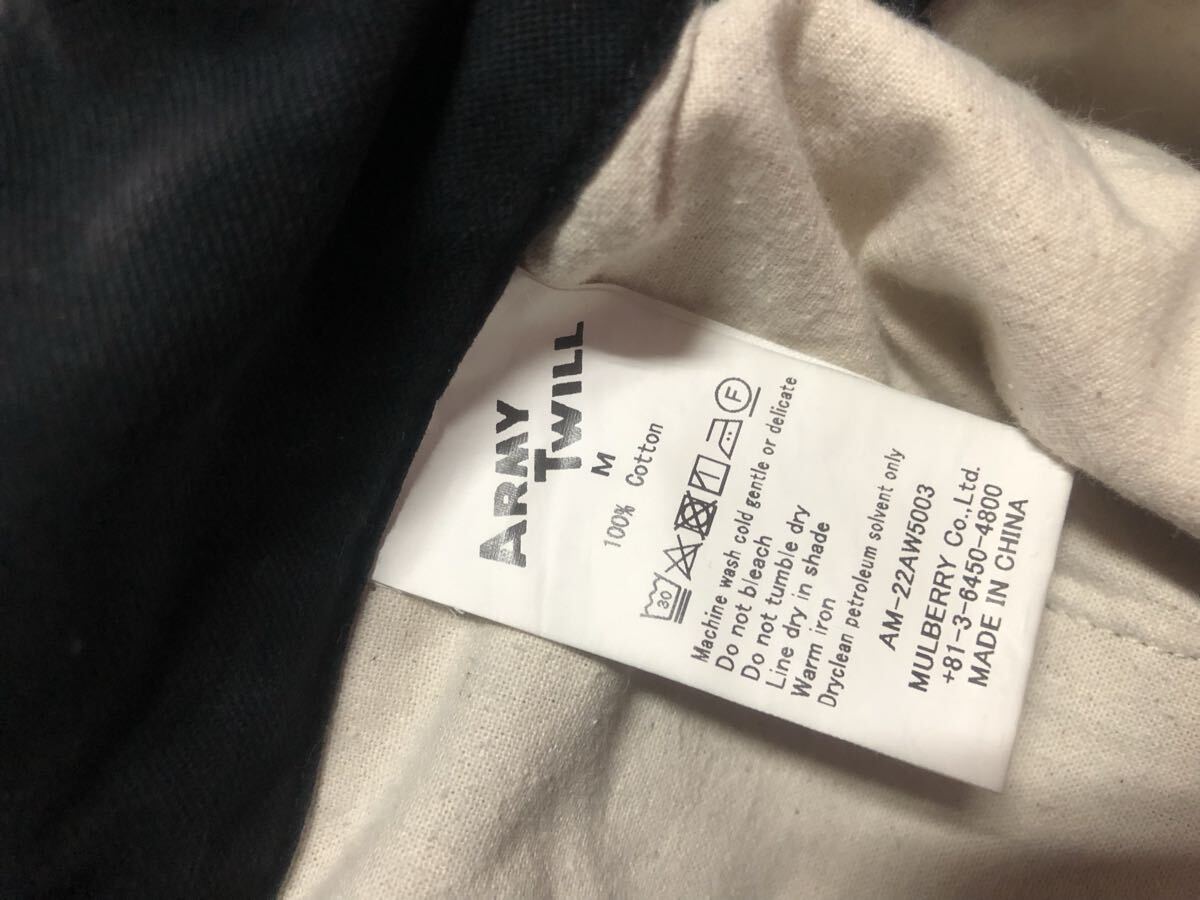 ARMY
TWILL
M
100% Cotton
30 F
Machine wash cold gentle or delicate
Do not bleach
Do not tumble dry
Line dry in shade
Warm iron
Dryclean petroleum solvent only
AM-22AW5003
MULBERRY Co.,Ltd.
+81-3-6450-4800
MADE IN CHINA